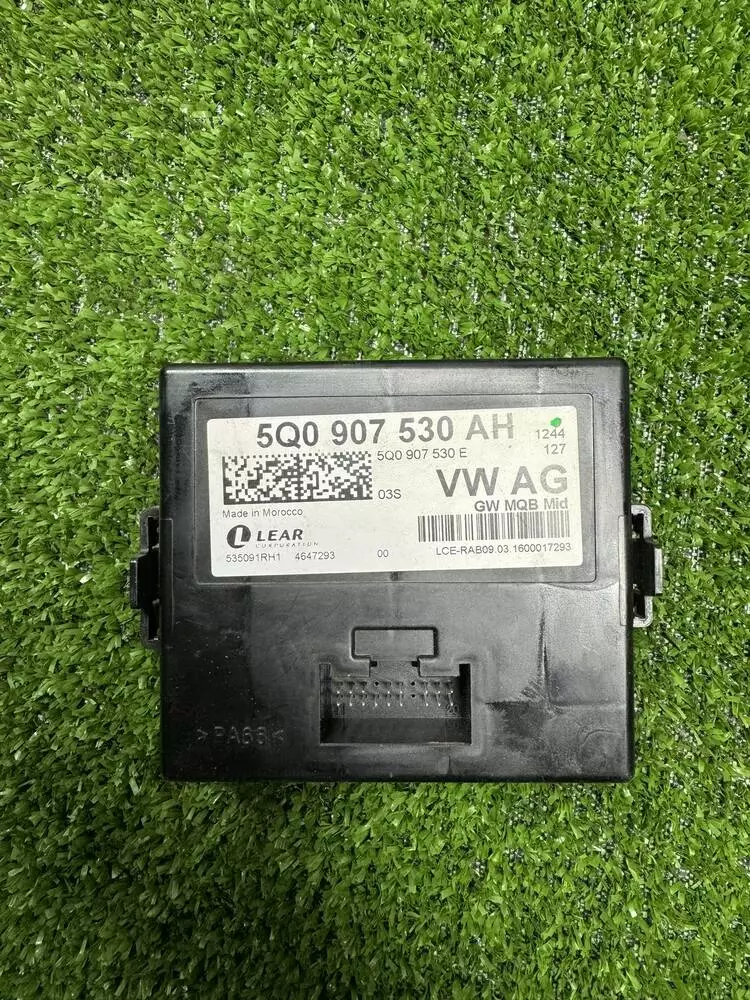 5Q0 907 530 AH
1244
5Q0 907 530 E
127
03S
VW AG
GW MQB Mid
Made in Morocco
LEAR
CORPORATION
535091RH1 4647293 00
LCE-RAB09.03.1600017293
>PA66<